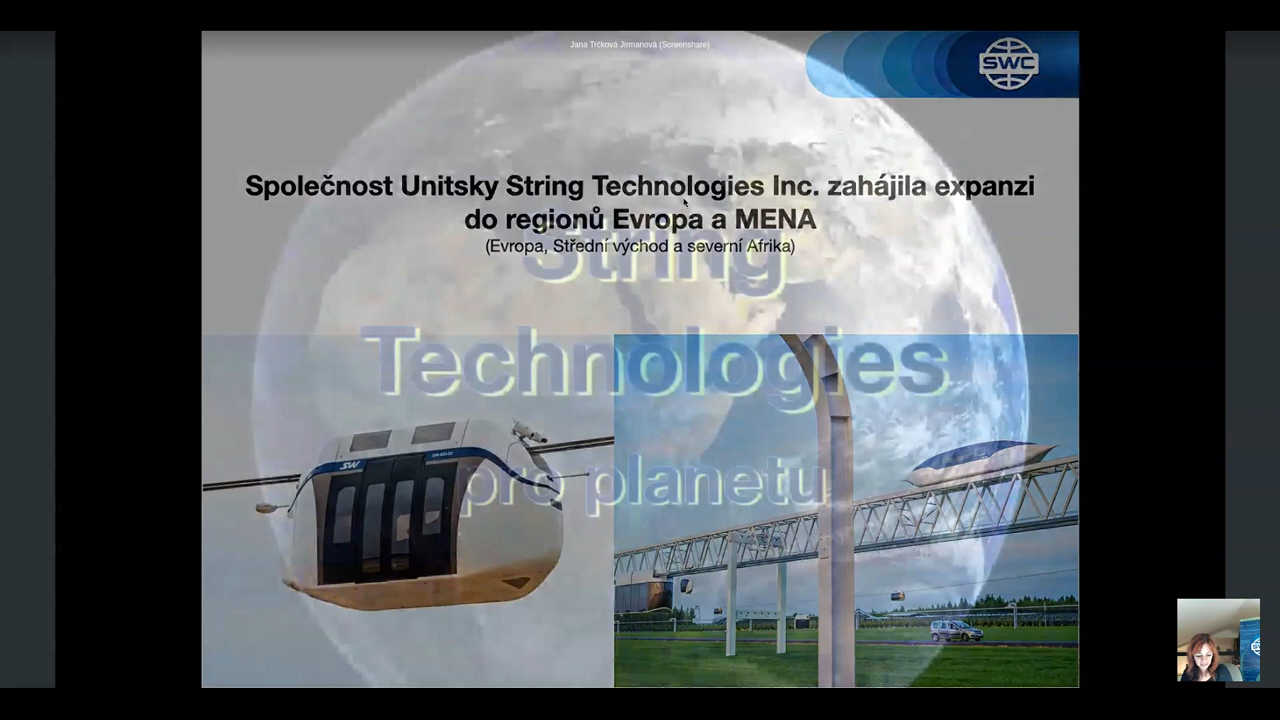 Jana Trčková Jirmanová (Screenshare)
SWC
Společnost Unitsky String Technologies Inc. zahájila expanzi
do regionů Evropa a MENA
(Evropa, Střední východ a severní Afrika)
String
Technologies
pro planetu
SW